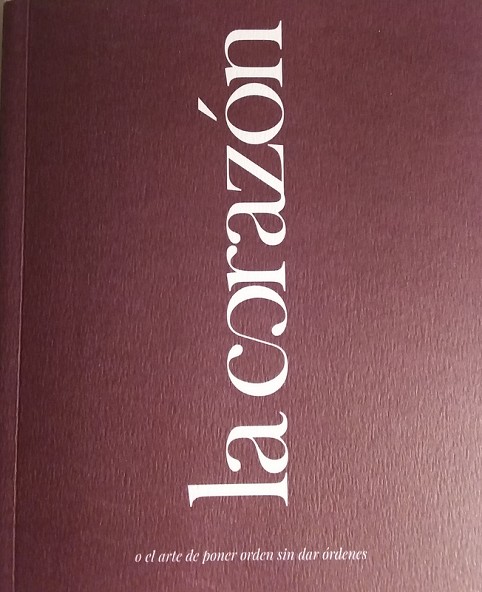 la corazón
o el arte de poner orden sin dar órdenes